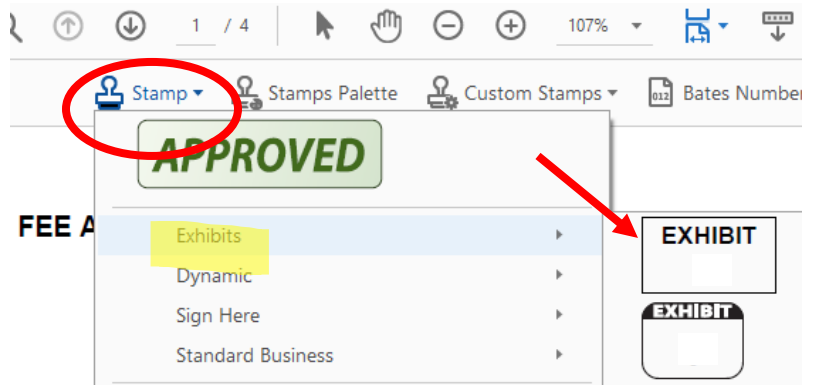 1 / 4 107%
Stamp Stamps Palette Custom Stamps 012 Bates Number
APPROVED
FEE A
Exhibits
EXHIBIT
Dynamic
Sign Here
EXHIBIT
Standard Business